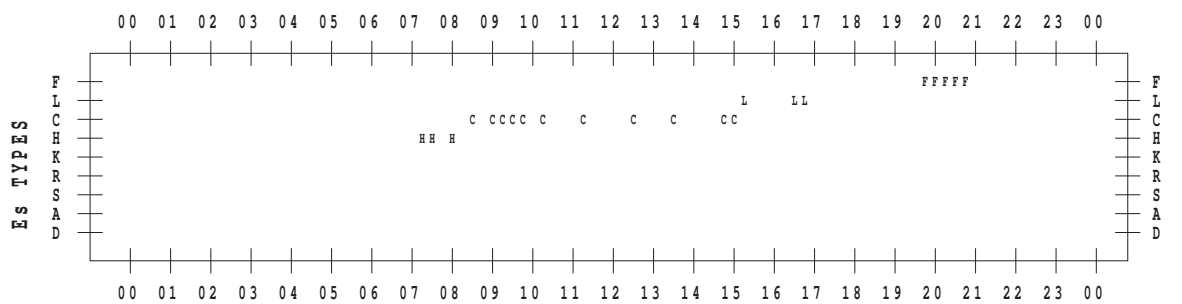 00 01 02 03 04 05 06 07 08 09 10 11 12 13 14 15 16 17 18 19 20 21 22 23 00
Es TYPES
F FFFFF F
L L LL L
C C CCCC C C C C CC C
H HH H H
K K
R R
S S
A A
D D
00 01 02 03 04 05 06 07 08 09 10 11 12 13 14 15 16 17 18 19 20 21 22 23 00